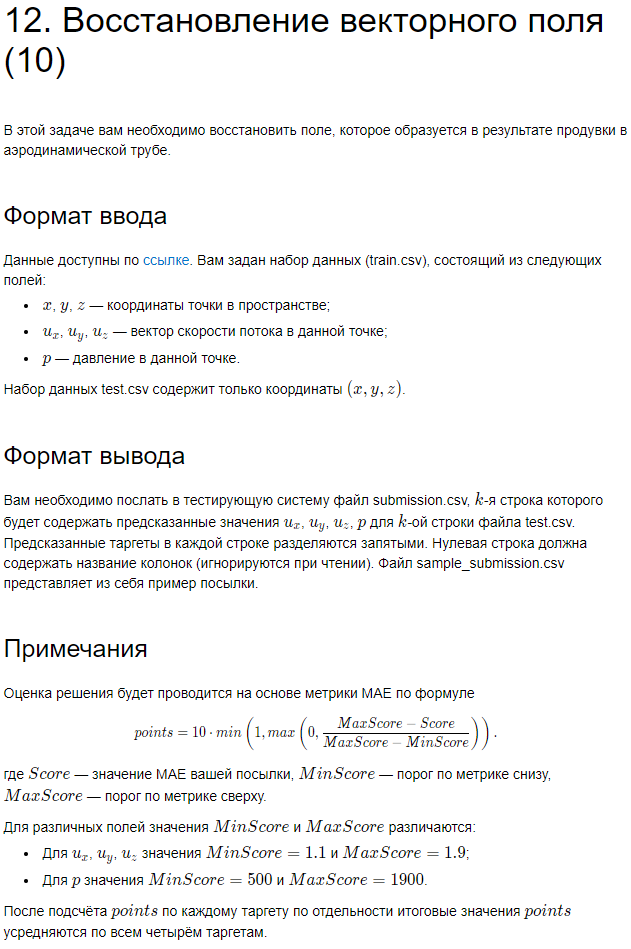 12. Восстановление векторного поля
(10)
В этой задаче вам необходимо восстановить поле, которое образуется в результате продувки в
аэродинамической трубе.
Формат ввода
Данные доступны по ссылке. Вам задан набор данных (train.csv), состоящий из следующих
полей:
• x, y, z — координаты точки в пространстве;
• u_x, u_y, u_z — вектор скорости потока в данной точке;
• p — давление в данной точке.
Набор данных test.csv содержит только координаты (x, y, z).
Формат вывода
Вам необходимо послать в тестирующую систему файл submission.csv, k-я строка которого
будет содержать предсказанные значения u_x, u_y, u_z, p для k-ой строки файла test.csv.
Предсказанные таргеты в каждой строке разделяются запятыми. Нулевая строка должна
содержать название колонок (игнорируются при чтении). Файл sample_submission.csv
представляет из себя пример посылки.
Примечания
Оценка решения будет проводится на основе метрики MAE по формуле
points = 10 · min (1, max (0, (MaxScore − Score) / (MaxScore − MinScore))).
где Score — значение MAE вашей посылки, MinScore — порог по метрике снизу,
MaxScore — порог по метрике сверху.
Для различных полей значения MinScore и MaxScore различаются:
• Для u_x, u_y, u_z значения MinScore = 1.1 и MaxScore = 1.9;
• Для p значения MinScore = 500 и MaxScore = 1900.
После подсчёта points по каждому таргету по отдельности итоговые значения points
усредняются по всем четырём таргетам.